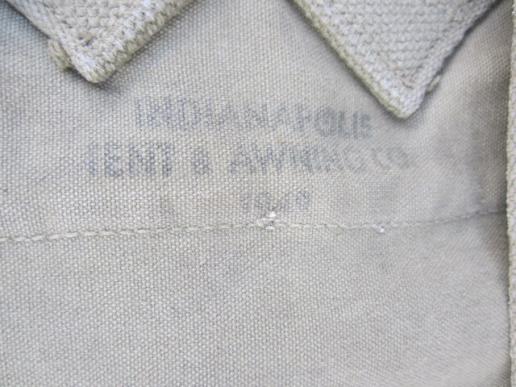 INDIANAPOLIS
TENT & AWNING CO